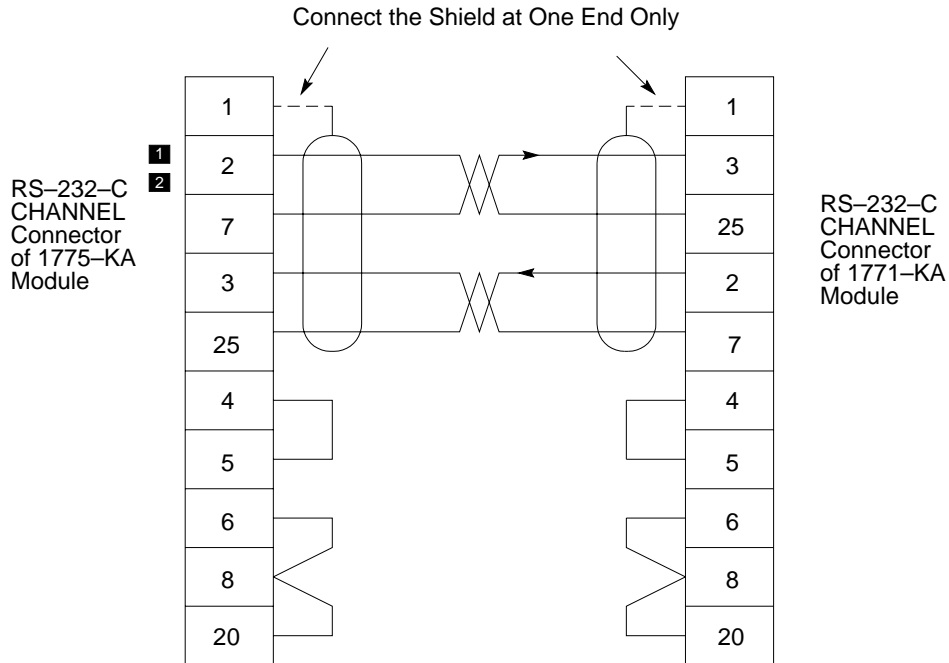 Connect the Shield at One End Only
RS–232–C
CHANNEL
Connector
of 1775–KA
Module
1
2
1
2
7
3
25
4
5
6
8
20
1
3
25
2
7
4
5
6
8
20
RS–232–C
CHANNEL
Connector
of 1771–KA
Module